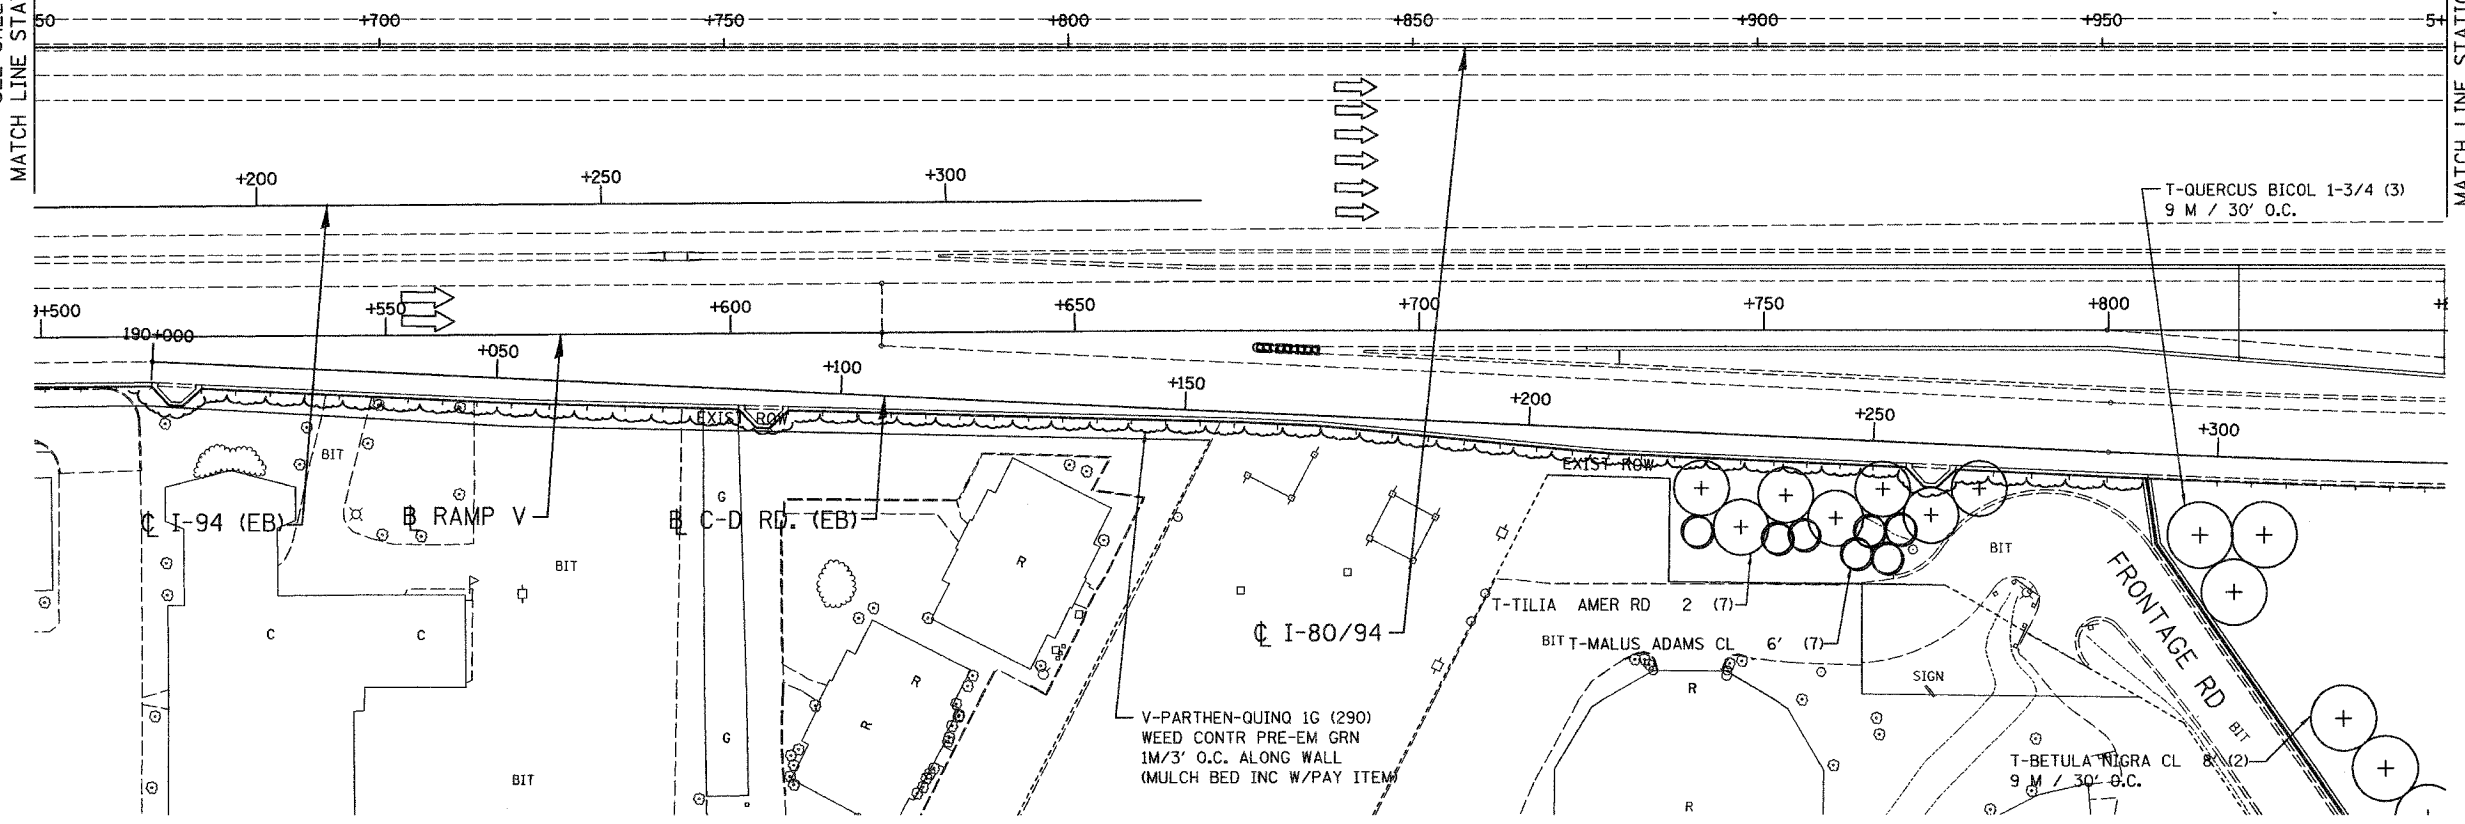 50
+700
+750
+800
+850
+900
+950
5+
MATCH LINE STA
MATCH LINE STATIO
+200
+250
+300
T-QUERCUS BICOL 1-3/4 (3)
9 M / 30' O.C.
+500
+550
+600
+650
+700
+750
+800
190+000
+050
+100
+150
+200
+250
+300
EXIST ROW
EXIST ROW
BIT
G
℄ I-94 (EB)
B RAMP V
B C-D RD. (EB)
BIT
R
BIT
FRONTAGE RD
T-TILIA AMER RD 2 (7)
C
C
℄ I-80/94
BIT
T-MALUS ADAMS CL 6' (7)
SIGN
R
R
R
V-PARTHEN-QUINQ 1G (290)
WEED CONTR PRE-EM GRN
1M/3' O.C. ALONG WALL
(MULCH BED INC W/PAY ITEM)
G
BIT
BIT
T-BETULA NIGRA CL 8' (2)
9 M / 30' O.C.
R